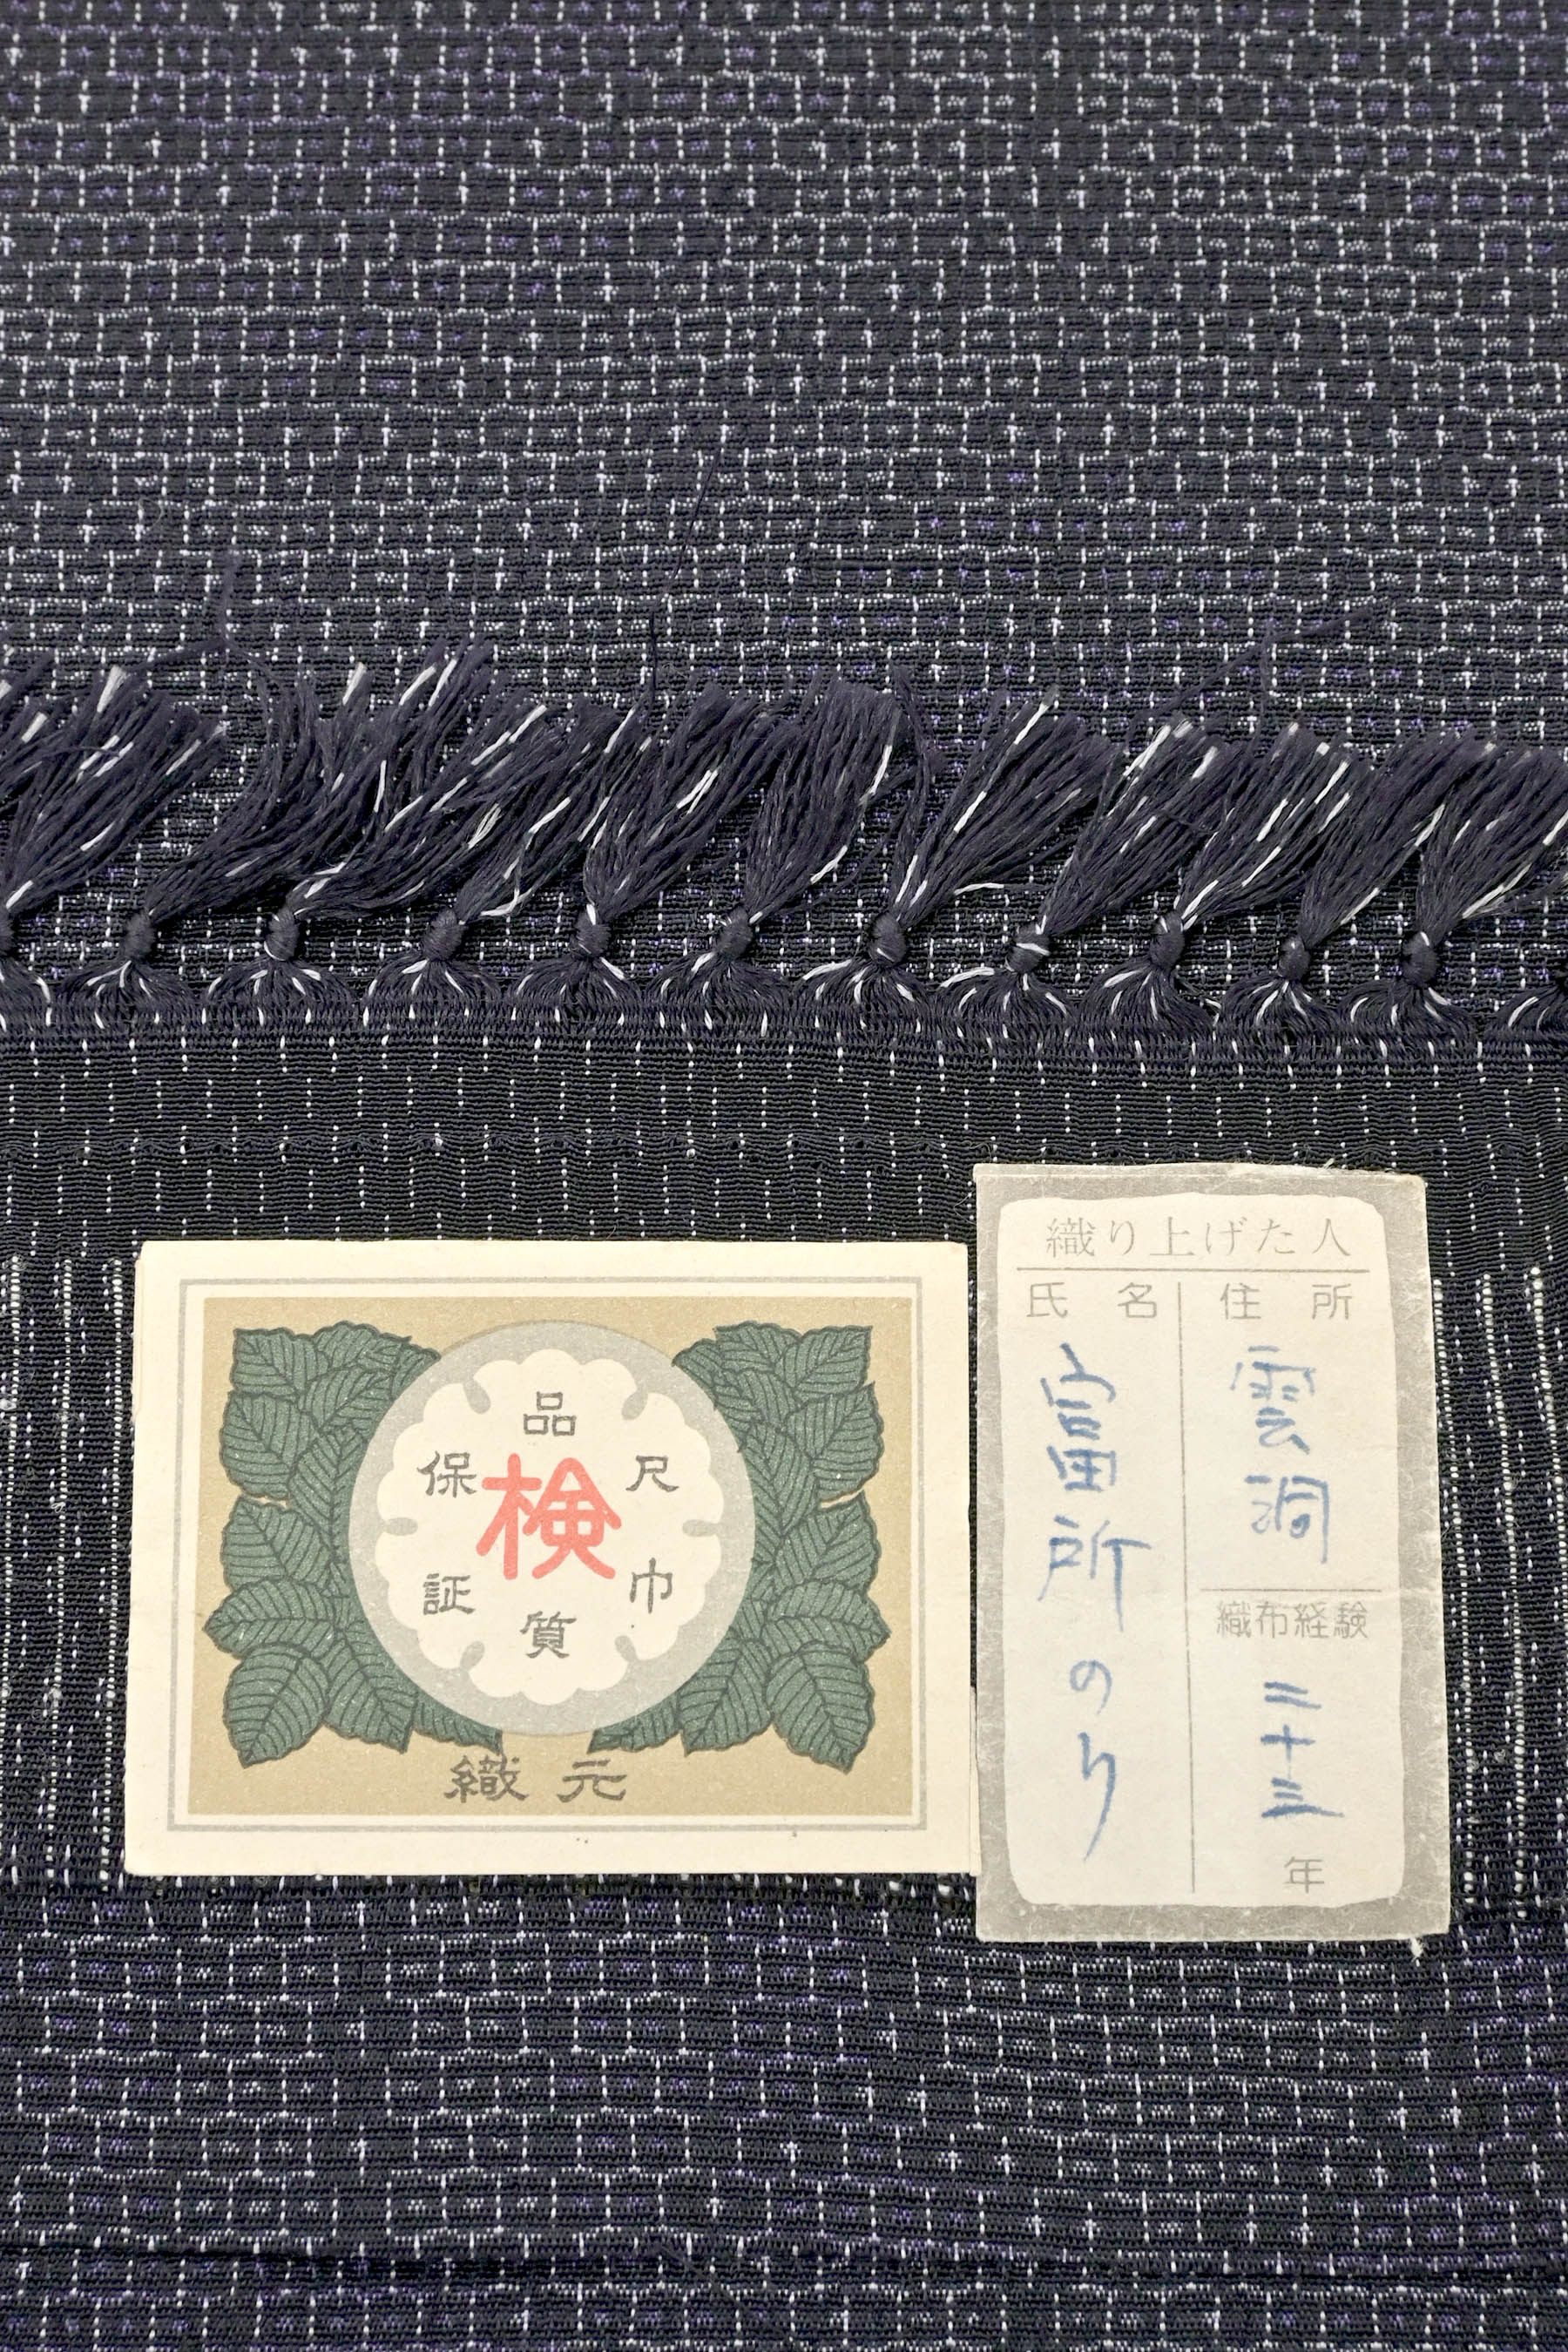 品質保証
尺巾
検
織元
織り上げた人
住所
雲洞
織布経験
二十三
年
氏名
富所のり